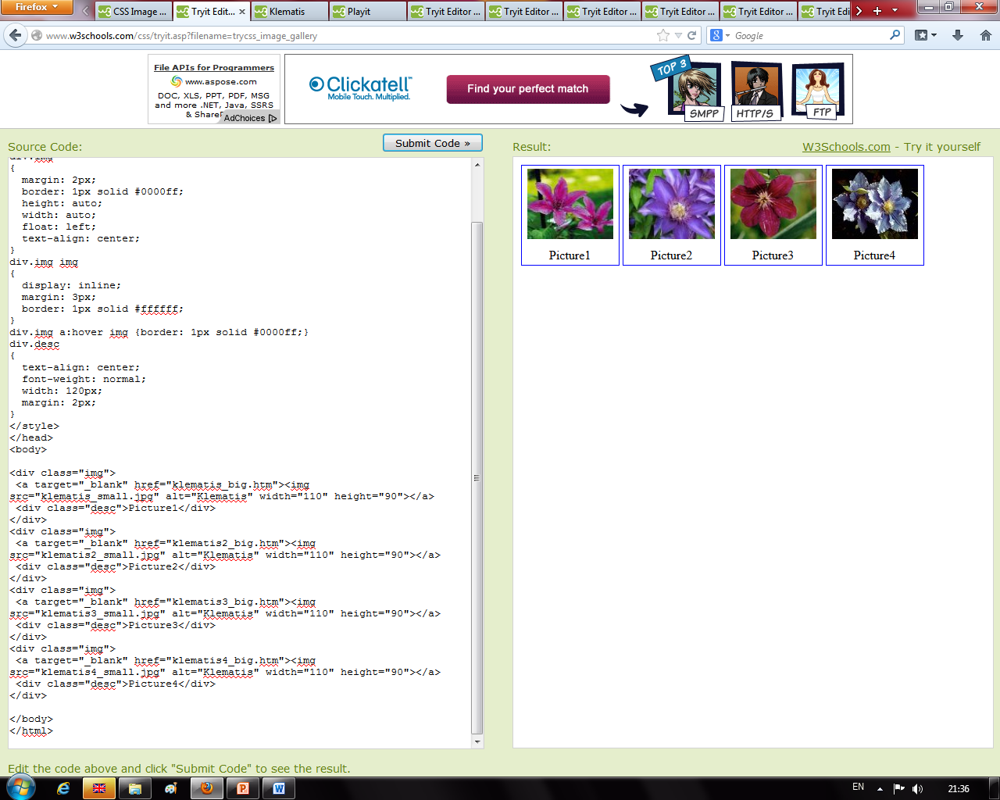 Firefox
CSS Image ...
Tryit Edit...
Klematis
Playit
Tryit Editor ...
Tryit Editor ...
Tryit Editor ...
Tryit Editor ...
Tryit Editor ...
Tryit Edi
www.w3schools.com/css/tryit.asp?filename=trycss_image_gallery
Google
File APIs for Programmers
www.aspose.com
DOC, XLS, PPT, PDF, MSG
and more .NET, Java, SSRS
& Share
AdChoices
Clickatell™
Mobile Touch. Multiplied.
Find your perfect match
TOP 3
SMPP
HTTP/S
FTP
Source Code:
Submit Code »
Result:
W3Schools.com - Try it yourself
div.img
{
  margin: 2px;
  border: 1px solid #0000ff;
  height: auto;
  width: auto;
  float: left;
  text-align: center;
}
div.img img
{
  display: inline;
  margin: 3px;
  border: 1px solid #ffffff;
}
div.img a:hover img {border: 1px solid #0000ff;}
div.desc
{
  text-align: center;
  font-weight: normal;
  width: 120px;
  margin: 2px;
}
</style>
</head>
<body>
<div class="img">
 <a target="_blank" href="klematis_big.htm"><img
src="klematis_small.jpg" alt="Klematis" width="110" height="90"></a>
 <div class="desc">Picture1</div>
</div>
<div class="img">
 <a target="_blank" href="klematis2_big.htm"><img
src="klematis2_small.jpg" alt="Klematis" width="110" height="90"></a>
 <div class="desc">Picture2</div>
</div>
<div class="img">
 <a target="_blank" href="klematis3_big.htm"><img
src="klematis3_small.jpg" alt="Klematis" width="110" height="90"></a>
 <div class="desc">Picture3</div>
</div>
<div class="img">
 <a target="_blank" href="klematis4_big.htm"><img
src="klematis4_small.jpg" alt="Klematis" width="110" height="90"></a>
 <div class="desc">Picture4</div>
</div>
</body>
</html>
Picture1
Picture2
Picture3
Picture4
Edit the code above and click "Submit Code" to see the result.
EN
21:36